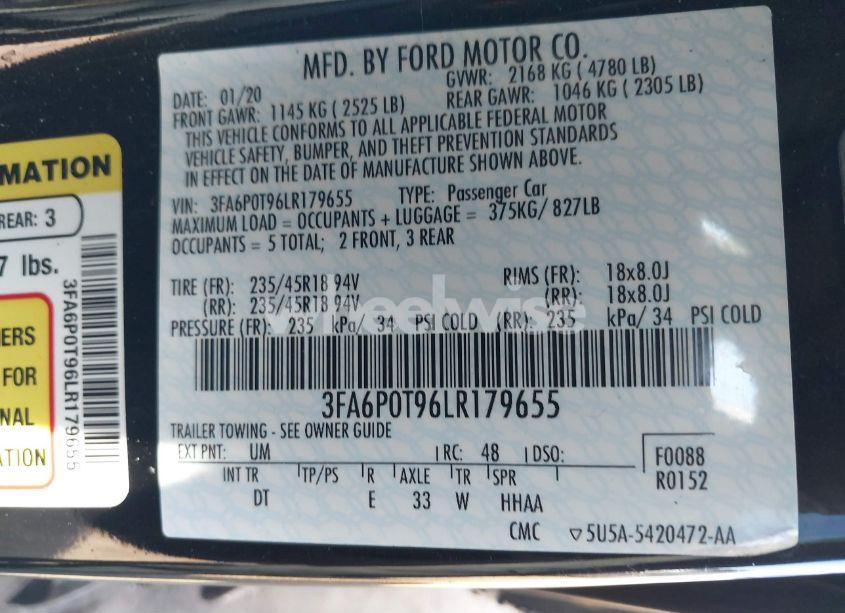 MFD. BY FORD MOTOR CO.
DATE: 01/20 GVWR: 2168 KG ( 4780 LB)
FRONT GAWR: 1145 KG ( 2525 LB) REAR GAWR: 1046 KG ( 2305 LB)
THIS VEHICLE CONFORMS TO ALL APPLICABLE FEDERAL MOTOR
VEHICLE SAFETY, BUMPER, AND THEFT PREVENTION STANDARDS
IN EFFECT ON THE DATE OF MANUFACTURE SHOWN ABOVE.
VIN: 3FA6P0T96LR179655 TYPE: Passenger Car
MAXIMUM LOAD = OCCUPANTS + LUGGAGE = 375KG/ 827LB
OCCUPANTS = 5 TOTAL; 2 FRONT, 3 REAR
TIRE (FR): 235/45R18 94V RIMS (FR): 18x8.0J
(RR): 235/45R18 94V (RR): 18x8.0J
PRESSURE (FR): 235 kPa/ 34 PSI COLD (RR): 235 kPa/ 34 PSI COLD
3FA6P0T96LR179655
TRAILER TOWING - SEE OWNER GUIDE
EXT PNT: UM RC: 48 DSO: F0088
R0152
INT TR TP/PS R AXLE TR SPR
DT E 33 W HHAA
CMC ▽5U5A-5420472-AA
MATION
REAR: 3
7 lbs.
ERS
FOR
NAL
ATION
3FA6P0T96LR179655
wheelwise